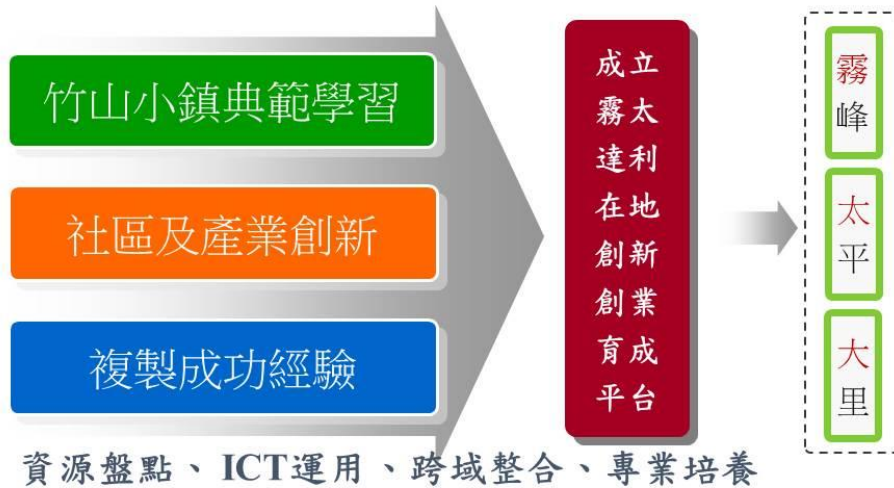 竹山小鎮典範學習
社區及產業創新
複製成功經驗
成立
霧太
達利
在地
創新
創業
育成
平台
霧
峰
太
平
大
里
資源盤點、ICT運用、跨域整合、專業培養